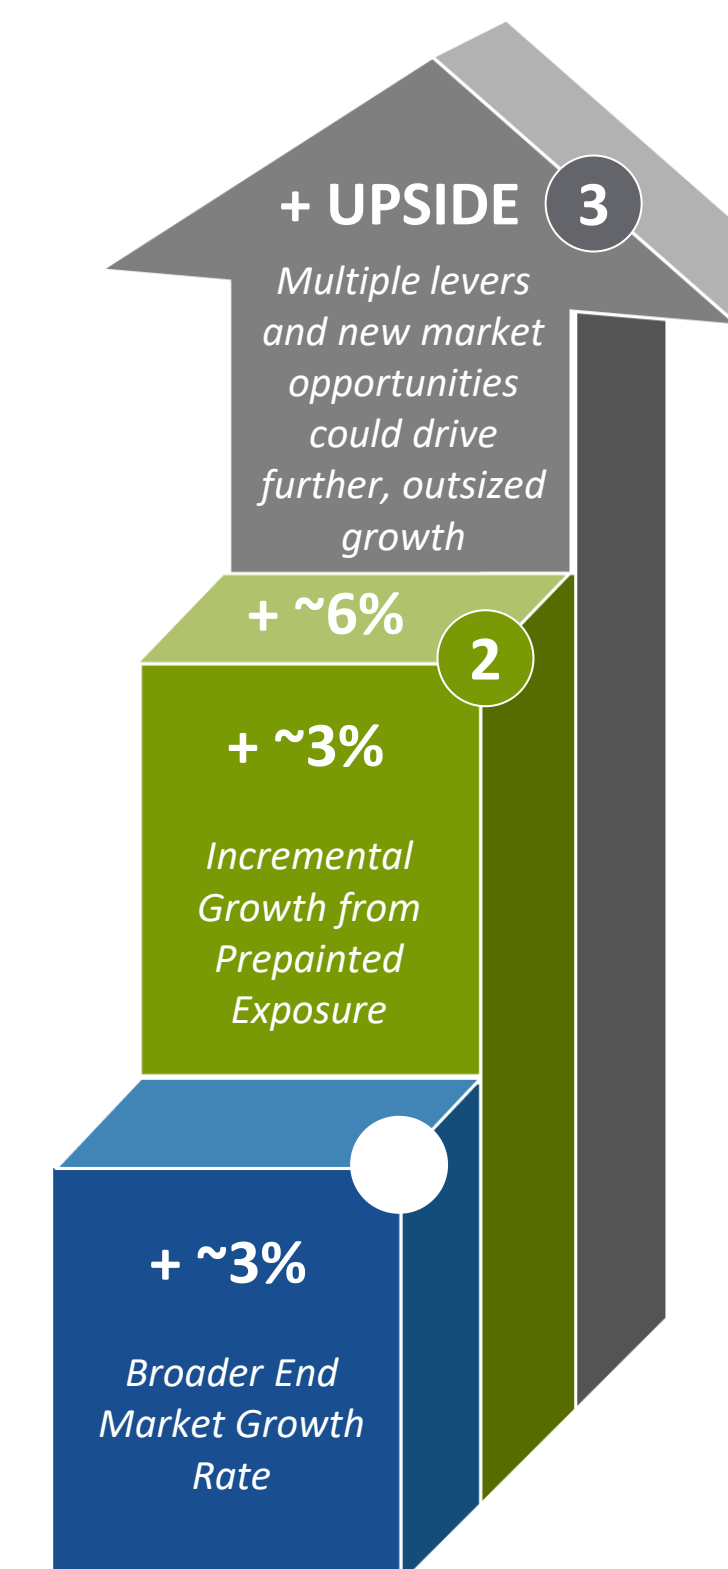 + UPSIDE 3
Multiple levers
and new market
opportunities
could drive
further, outsized
growth
+ ~6%
2
+ ~3%
Incremental
Growth from
Prepainted
Exposure
+ ~3%
Broader End
Market Growth
Rate